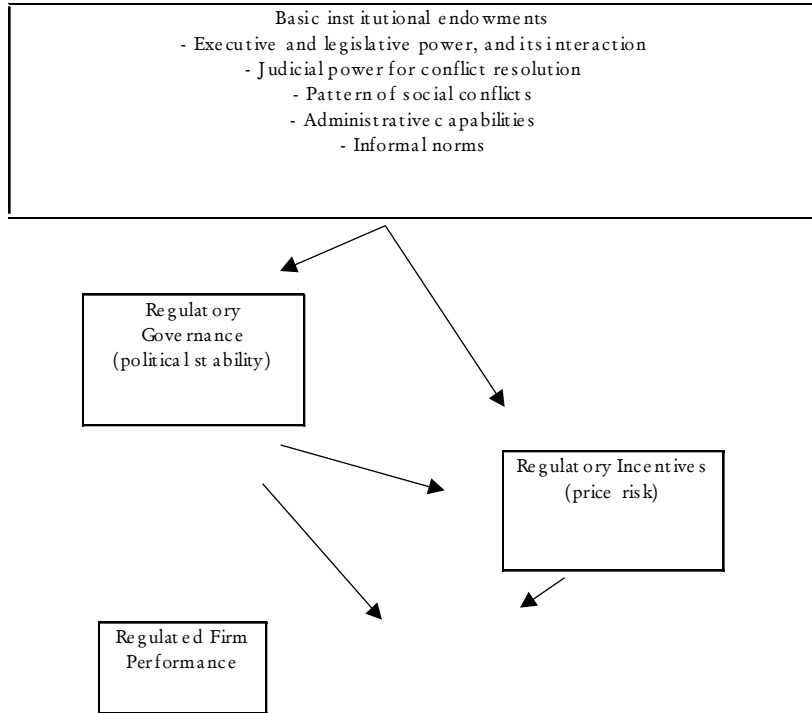 Basic institutional endowments
- Executive and legislative power, and its interaction
- Judicial power for conflict resolution
- Pattern of social conflicts
- Administrative capabilities
- Informal norms
Regulatory
Governance
(political stability)
Regulatory Incentives
(price risk)
Regulated Firm
Performance